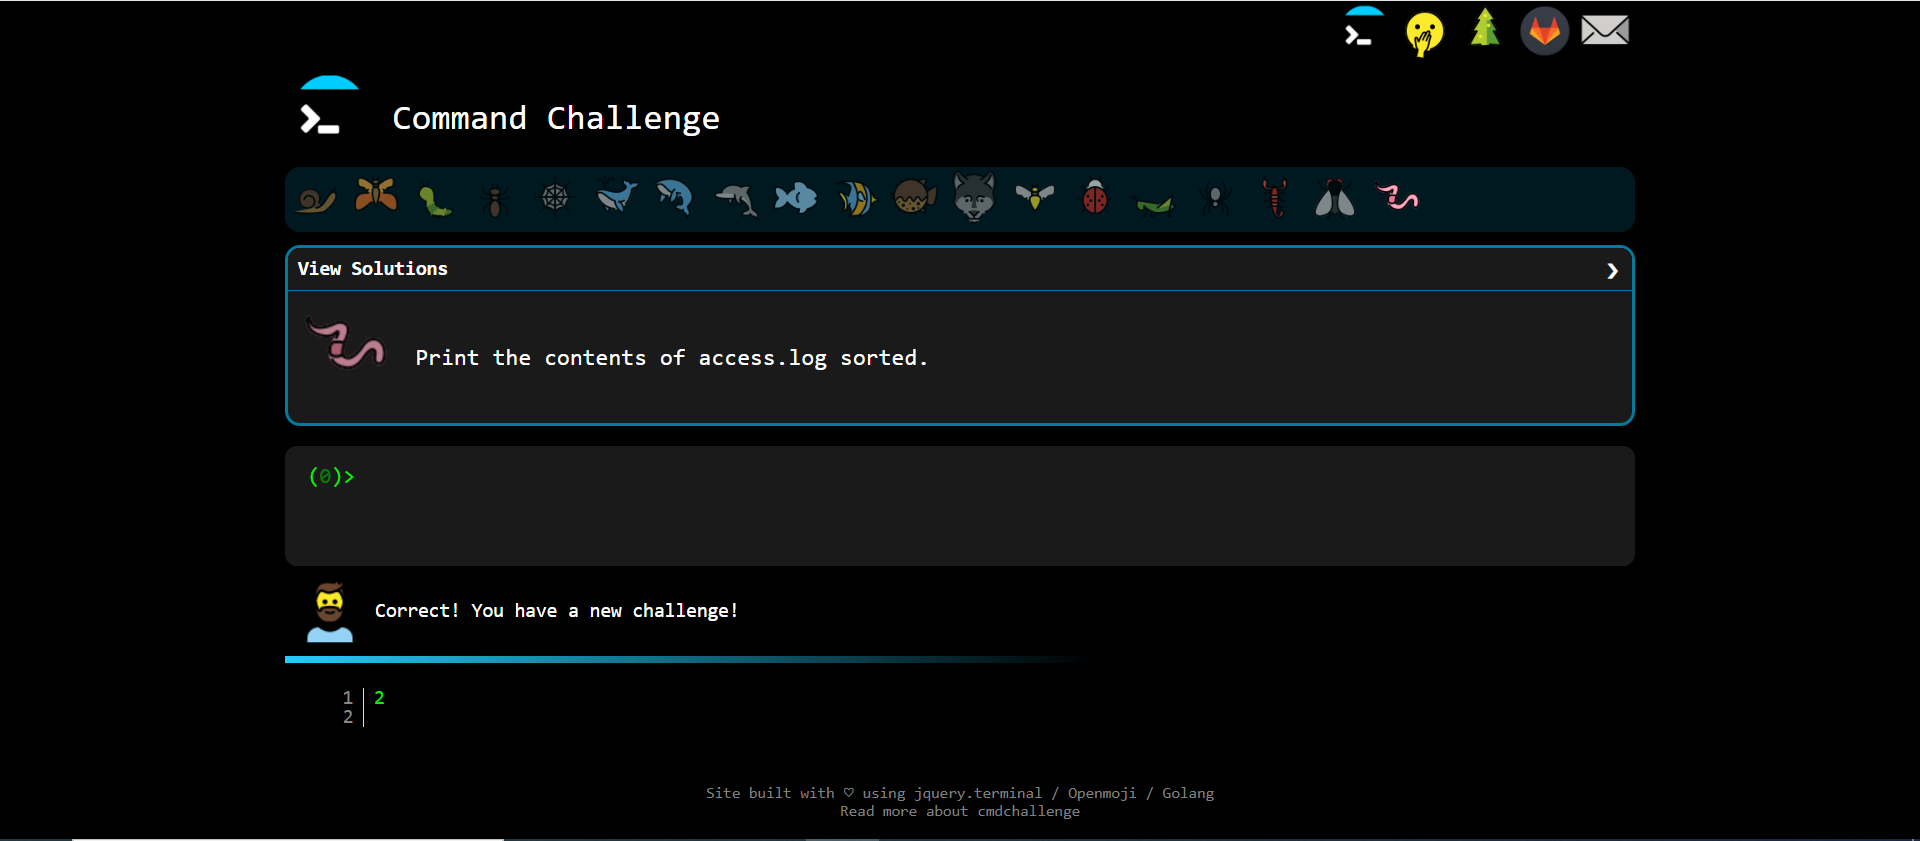 Command Challenge
View Solutions
Print the contents of access.log sorted.
(0)>
Correct! You have a new challenge!
1 2
2
Site built with ♡ using jquery.terminal / Openmoji / Golang
Read more about cmdchallenge